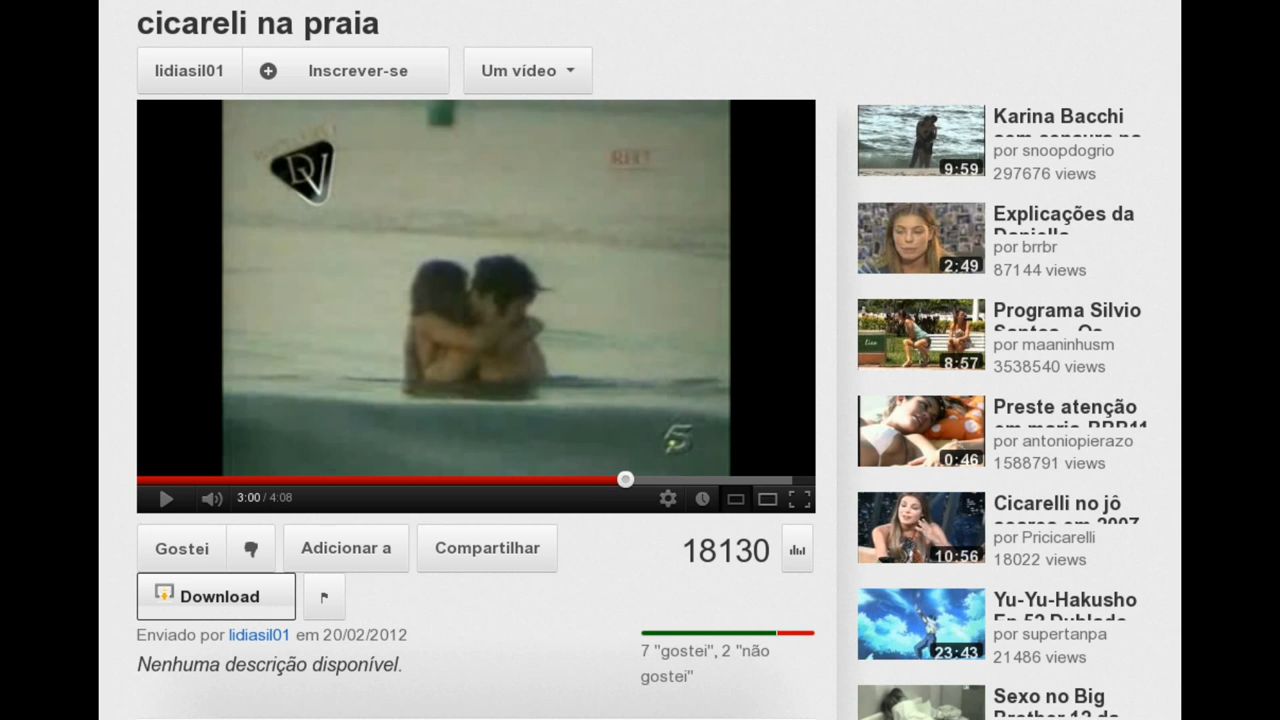 cicareli na praia
lidiasil01
Inscrever-se
Um vídeo
DV
REC
5
3:00 / 4:08
Gostei
Adicionar a
Compartilhar
18130
Download
Enviado por lidiasil01 em 20/02/2012
Nenhuma descrição disponível.
7 "gostei", 2 "não
gostei"
9:59
Karina Bacchi
por snoopdogrio
297676 views
2:49
Explicações da
por brrbr
87144 views
8:57
Programa Silvio
por maaninhusm
3538540 views
0:46
Preste atenção
por antoniopierazo
1588791 views
10:56
Cicarelli no jô
por Pricicarelli
18022 views
23:43
Yu-Yu-Hakusho
por supertanpa
21486 views
Sexo no Big